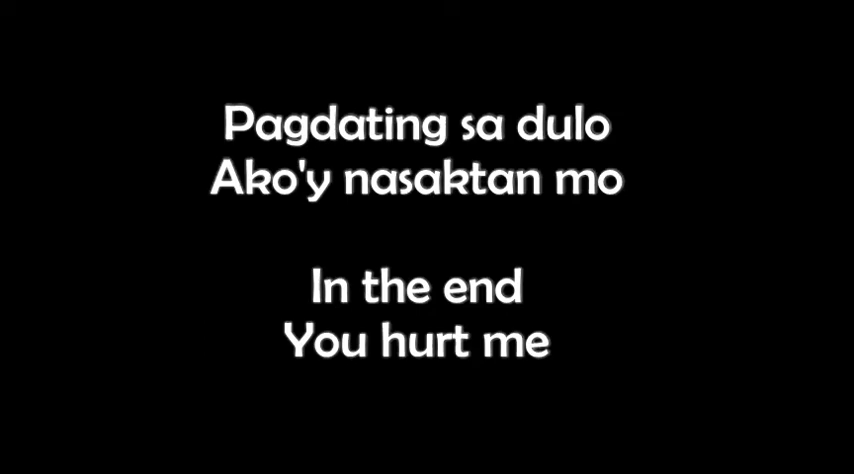 Pagdating sa dulo
Ako'y nasaktan mo
In the end
You hurt me